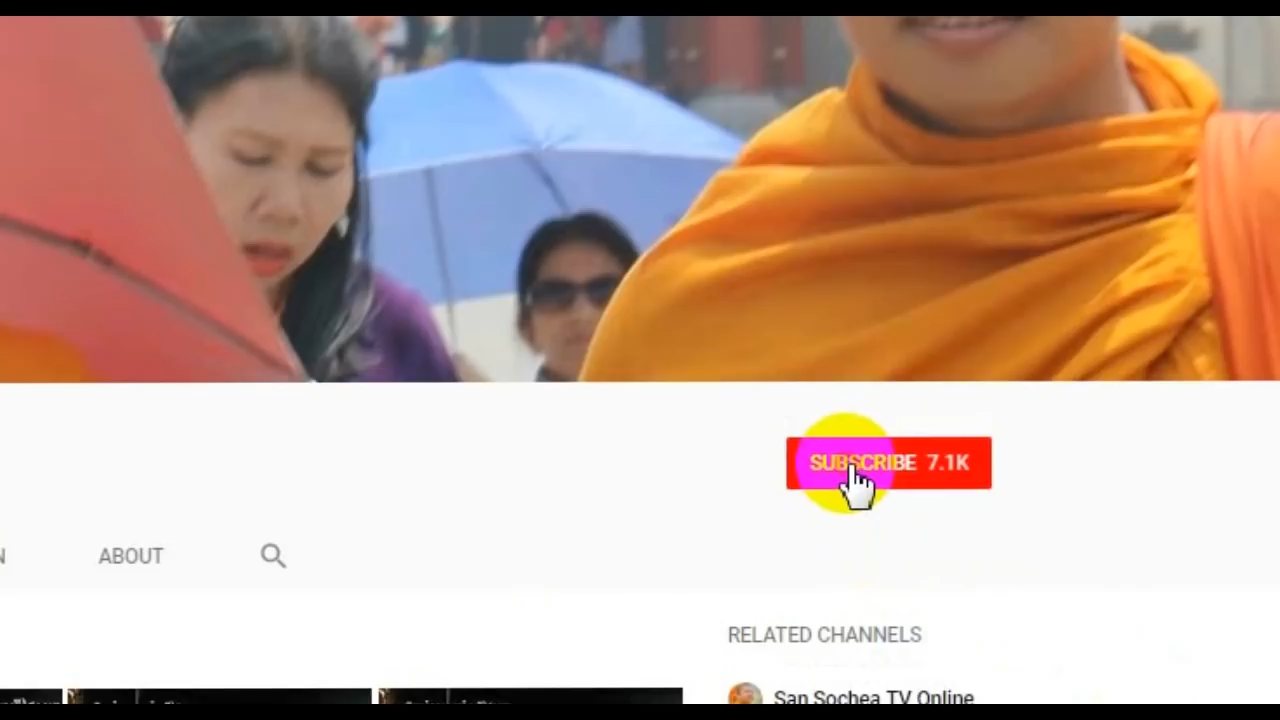 SUBSCRIBE 7.1K
ABOUT
RELATED CHANNELS
San Sochea TV Online